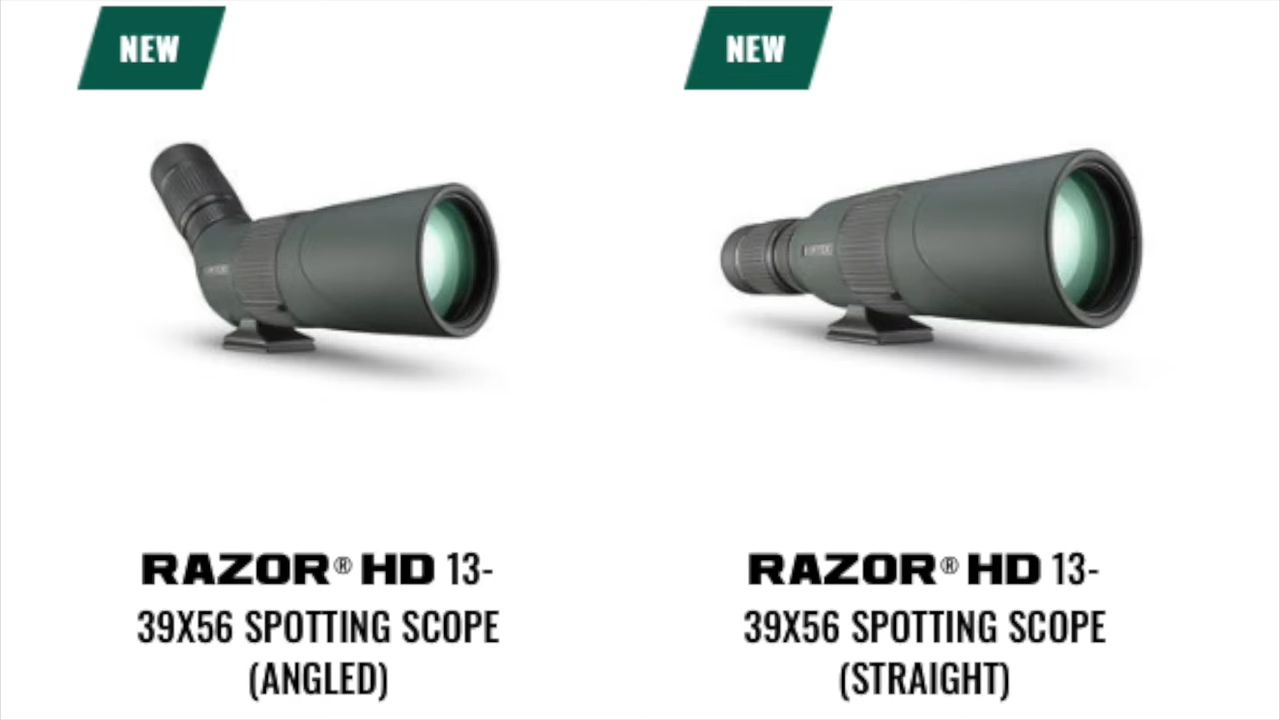 NEW
RAZOR® HD 13-
39X56 SPOTTING SCOPE
(ANGLED)
NEW
RAZOR® HD 13-
39X56 SPOTTING SCOPE
(STRAIGHT)